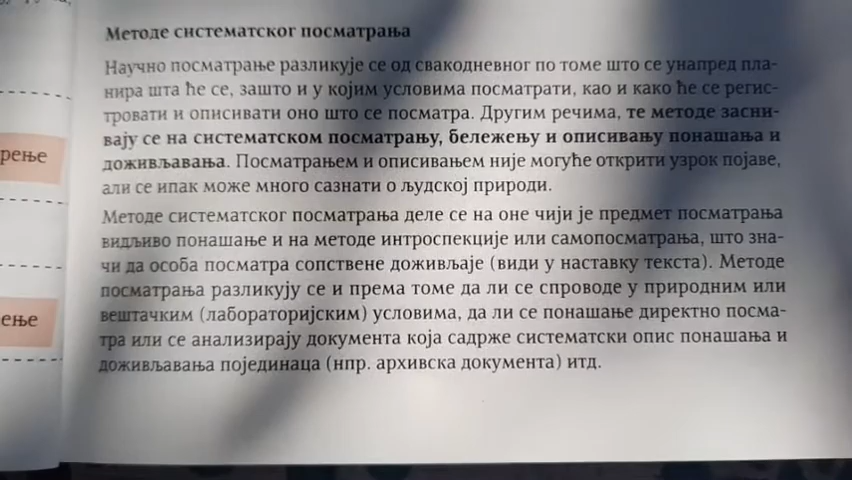 Методе систематског посматрања
Научно посматрање разликује се од свакодневног по томе што се унапред пла-
нира шта ће се, зашто и у којим условима посматрати, као и како ће се регис-
тровати и описивати оно што се посматра. Другим речима, те методе засни-
вају се на систематском посматрању, бележењу и описивању понашања и
доживљавања. Посматрањем и описивањем није могуће открити узрок појаве,
али се ипак може много сазнати о људској природи.
Методе систематског посматрања деле се на оне чији је предмет посматрања
видљиво понашање и на методе интроспекције или самопосматрања, што зна-
чи да особа посматра сопствене доживљаје (види у наставку текста). Методе
посматрања разликују се и према томе да ли се спроводе у природним или
вештачким (лабораторијским) условима, да ли се понашање директно посма-
тра или се анализирају документа која садрже систематски опис понашања и
доживљавања појединаца (нпр. архивска документа) итд.
рење
ење